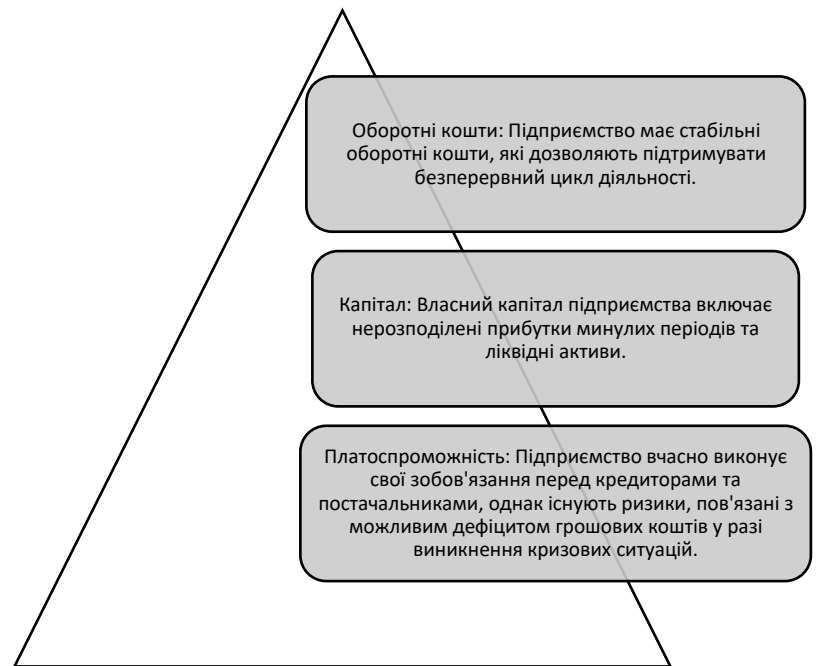 Оборотні кошти: Підприємство має стабільні
оборотні кошти, які дозволяють підтримувати
безперервний цикл діяльності.
Капітал: Власний капітал підприємства включає
нерозподілені прибутки минулих періодів та
ліквідні активи.
Платоспроможність: Підприємство вчасно виконує
свої зобов'язання перед кредиторами та
постачальниками, однак існують ризики, пов'язані з
можливим дефіцитом грошових коштів у разі
виникнення кризових ситуацій.